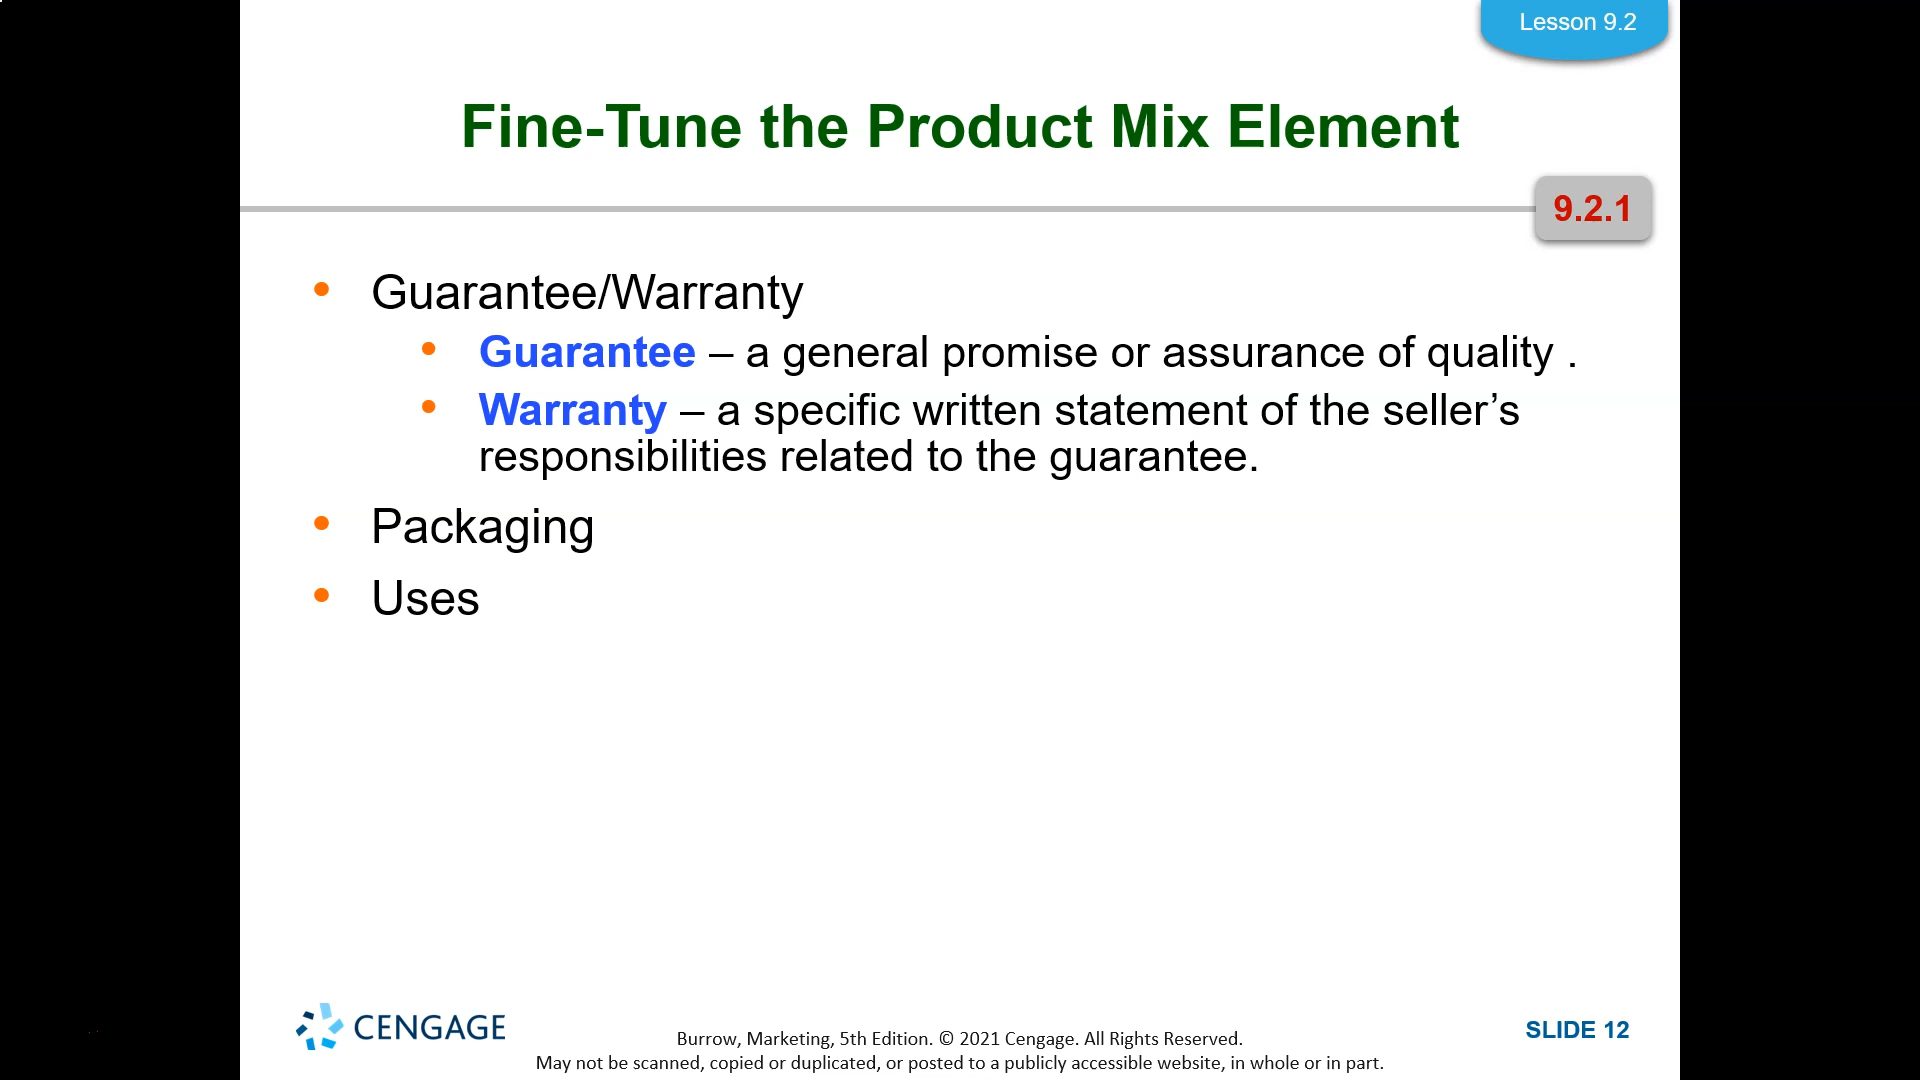 Lesson 9.2
Fine-Tune the Product Mix Element
9.2.1
• Guarantee/Warranty
• Guarantee – a general promise or assurance of quality .
• Warranty – a specific written statement of the seller’s
responsibilities related to the guarantee.
• Packaging
• Uses
CENGAGE
Burrow, Marketing, 5th Edition. © 2021 Cengage. All Rights Reserved.
May not be scanned, copied or duplicated, or posted to a publicly accessible website, in whole or in part.
SLIDE 12